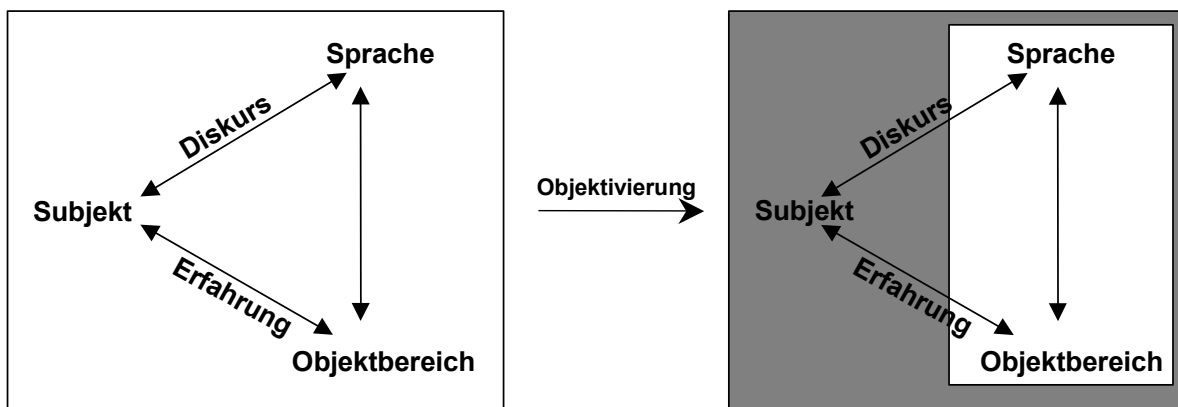 Sprache
Diskurs
Subjekt
Erfahrung
Objektbereich
Objektivierung
Sprache
Diskurs
Subjekt
Erfahrung
Objektbereich